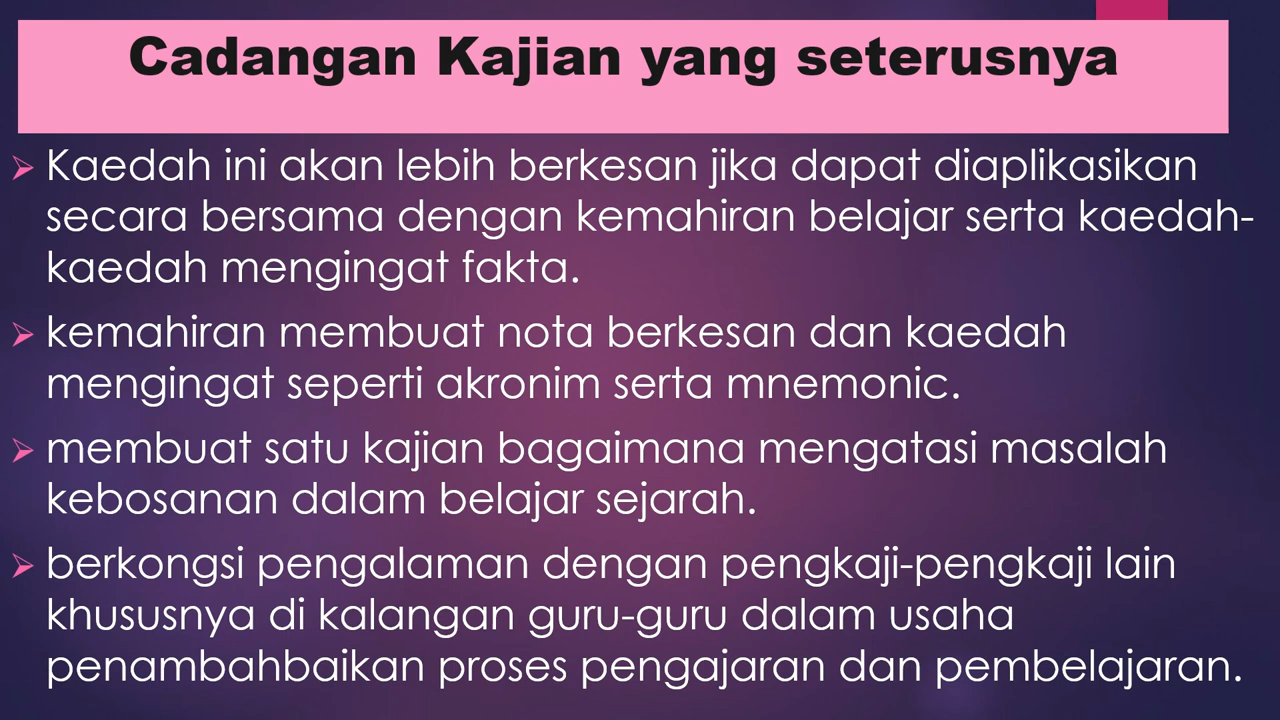 Cadangan Kajian yang seterusnya
Kaedah ini akan lebih berkesan jika dapat diaplikasikan
secara bersama dengan kemahiran belajar serta kaedah-
kaedah mengingat fakta.
kemahiran membuat nota berkesan dan kaedah
mengingat seperti akronim serta mnemonic.
membuat satu kajian bagaimana mengatasi masalah
kebosanan dalam belajar sejarah.
berkongsi pengalaman dengan pengkaji-pengkaji lain
khususnya di kalangan guru-guru dalam usaha
penambahbaikan proses pengajaran dan pembelajaran.